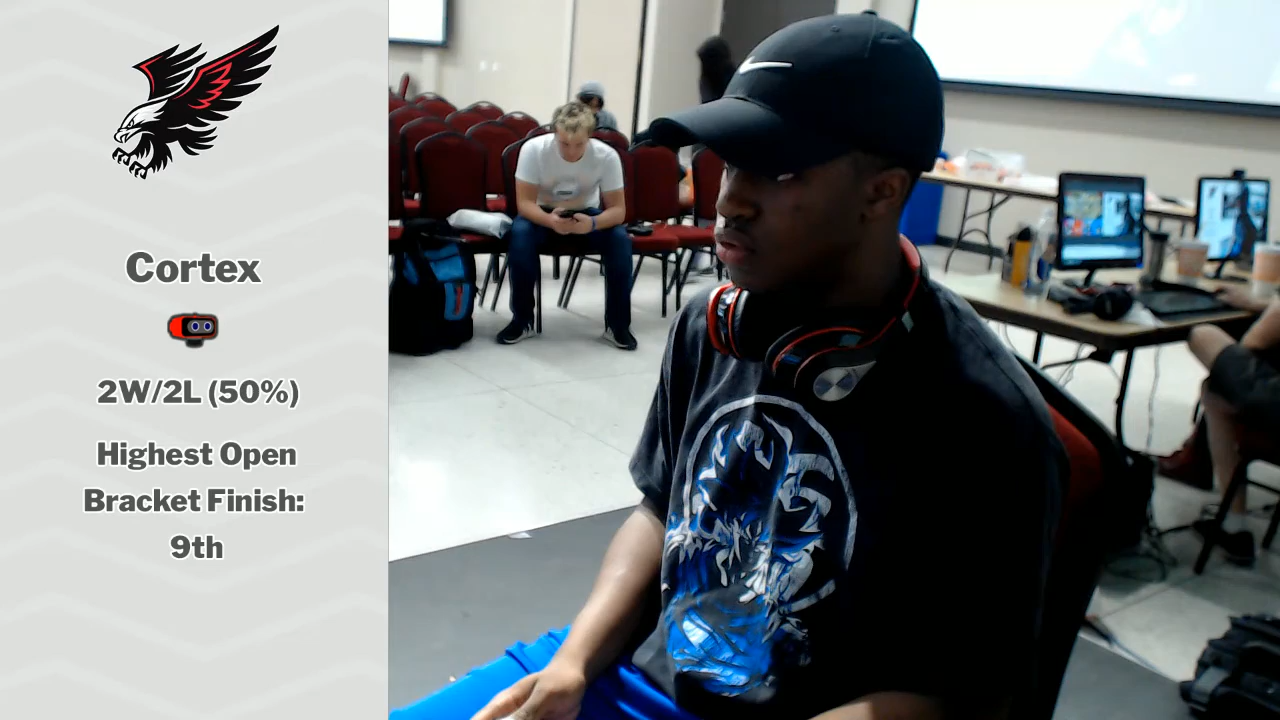 Cortex
2W/2L (50%)
Highest Open
Bracket Finish:
9th